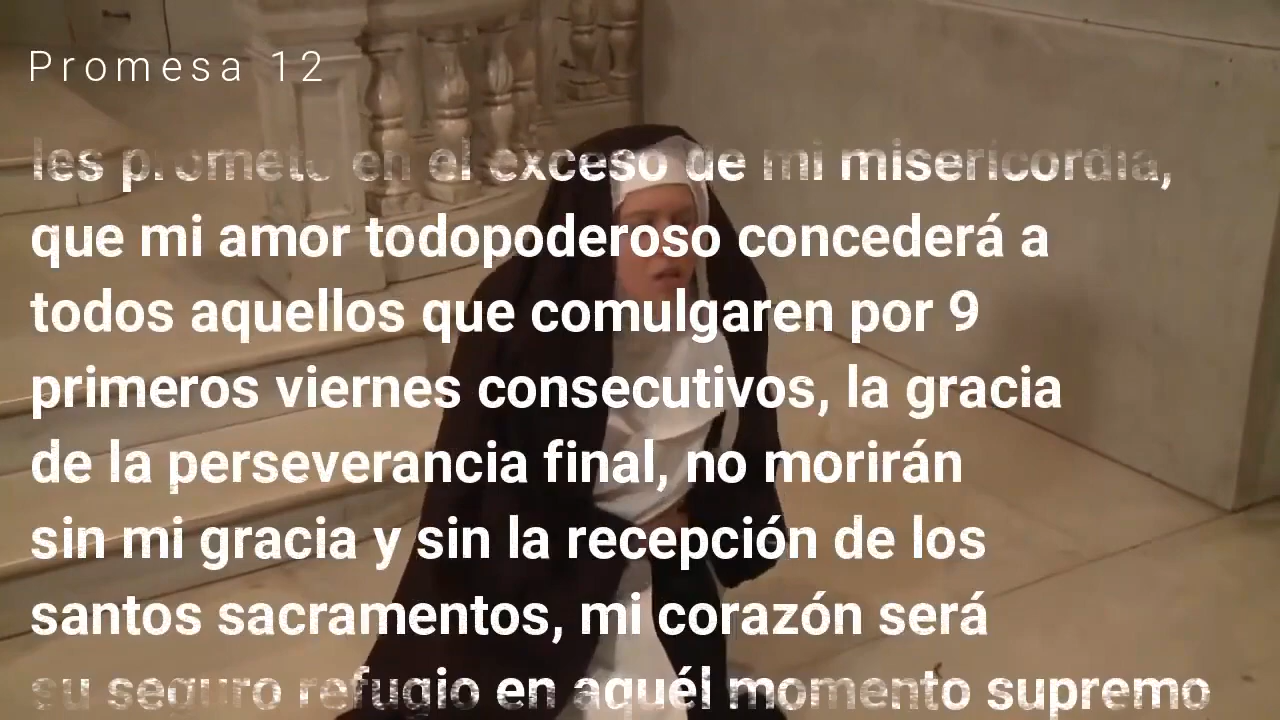 Promesa 12
les prometo en el exceso de mi misericordia,
que mi amor todopoderoso concederá a
todos aquellos que comulgaren por 9
primeros viernes consecutivos, la gracia
de la perseverancia final, no morirán
sin mi gracia y sin la recepción de los
santos sacramentos, mi corazón será
su seguro refugio en aquél momento supremo